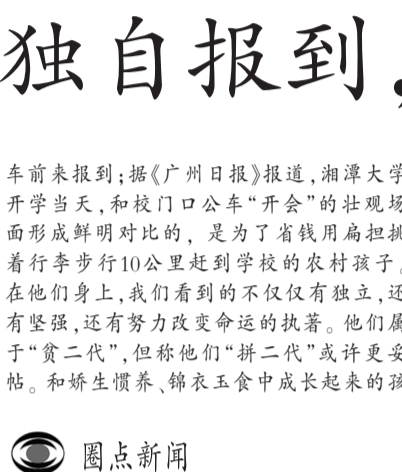 独自报到,
车前来报到;据《广州日报》报道,湘潭大学
开学当天,和校门口公车“开会”的壮观场
面形成鲜明对比的,是为了省钱用扁担挑
着行李步行10公里赶到学校的农村孩子。
在他们身上,我们看到的不仅仅有独立,还
有坚强,还有努力改变命运的执著。他们属
于“贫二代”,但称他们“拼二代”或许更妥
帖。和娇生惯养、锦衣玉食中成长起来的孩
圈点新闻